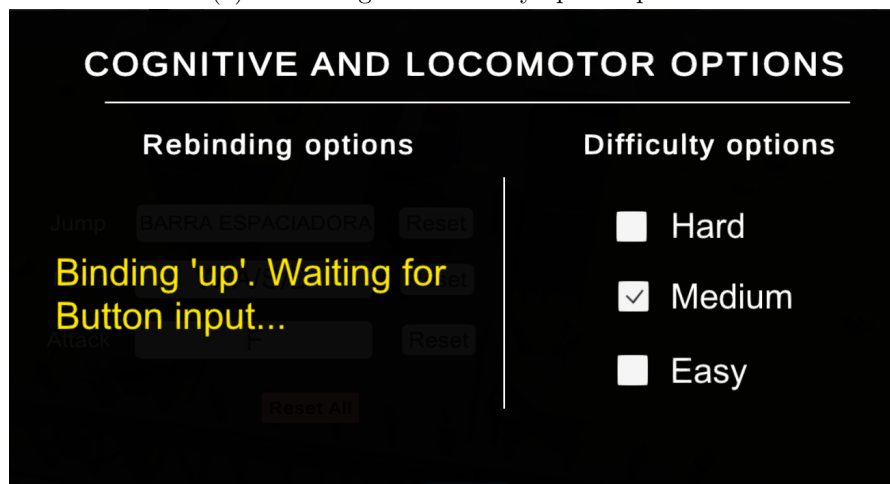 COGNITIVE AND LOCOMOTOR OPTIONS
Rebinding options
Difficulty options
Jump
BARRA ESPACIADORA
Reset
Binding 'up'. Waiting for
Button input...
Attack
F
Reset
Reset All
Hard
Medium
Easy